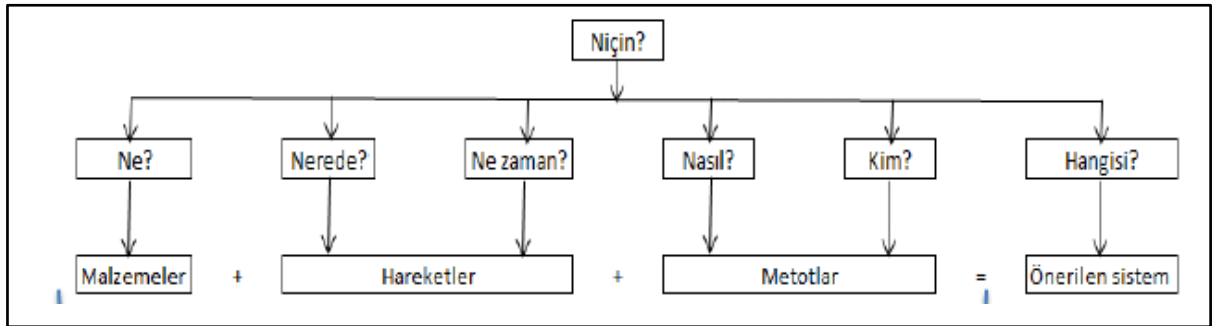 Niçin?
Ne? Nerede? Ne zaman? Nasıl? Kim? Hangisi?
Malzemeler + Hareketler + Metotlar = Önerilen sistem